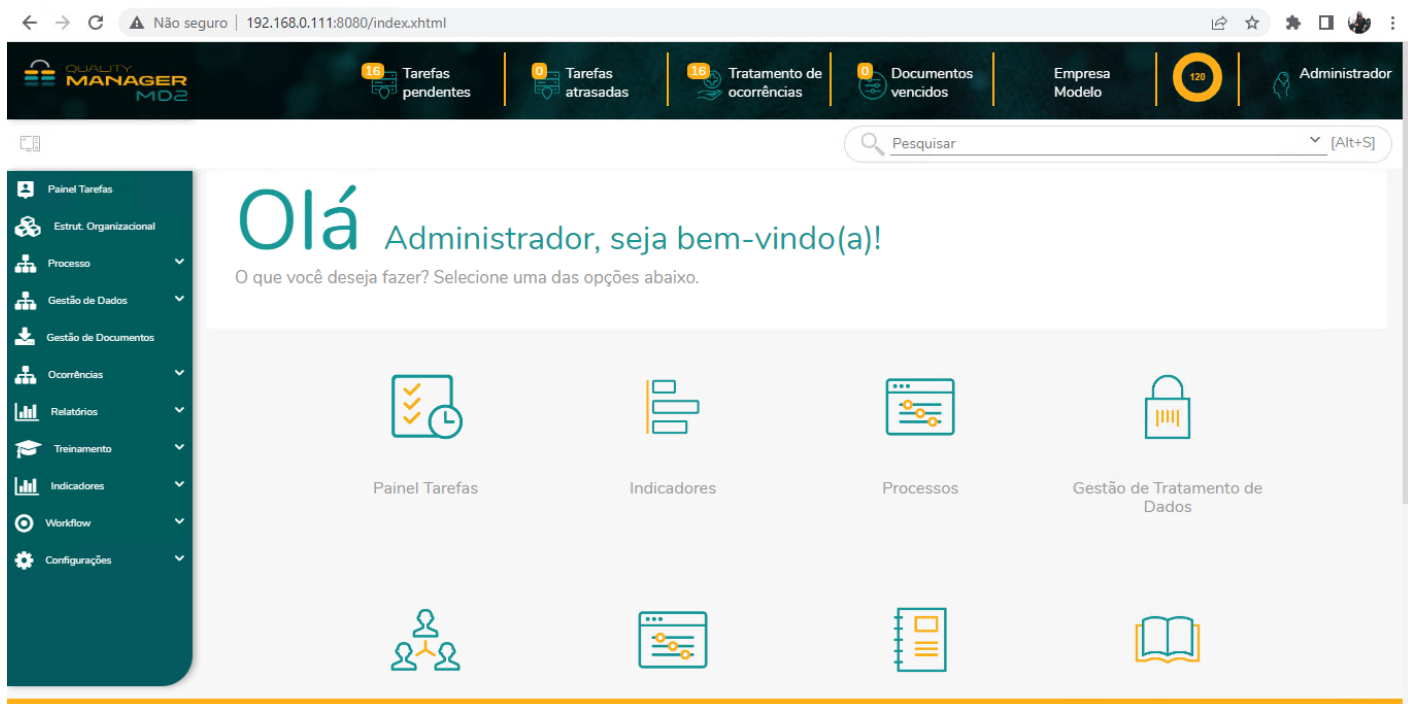 Não seguro
192.168.0.111:8080/index.xhtml
QUALITY
MANAGER
MD2
16
Tarefas
pendentes
0
Tarefas
atrasadas
16
Tratamento de
ocorrências
0
Documentos
vencidos
Empresa
Modelo
120
Administrador
Pesquisar
[Alt+S]
Painel Tarefas
Estrut. Organizacional
Processo
Gestão de Dados
Gestão de Documentos
Ocorrências
Relatórios
Treinamento
Indicadores
Workflow
Configurações
Olá Administrador, seja bem-vindo(a)!
O que você deseja fazer? Selecione uma das opções abaixo.
Painel Tarefas
Indicadores
Processos
Gestão de Tratamento de
Dados